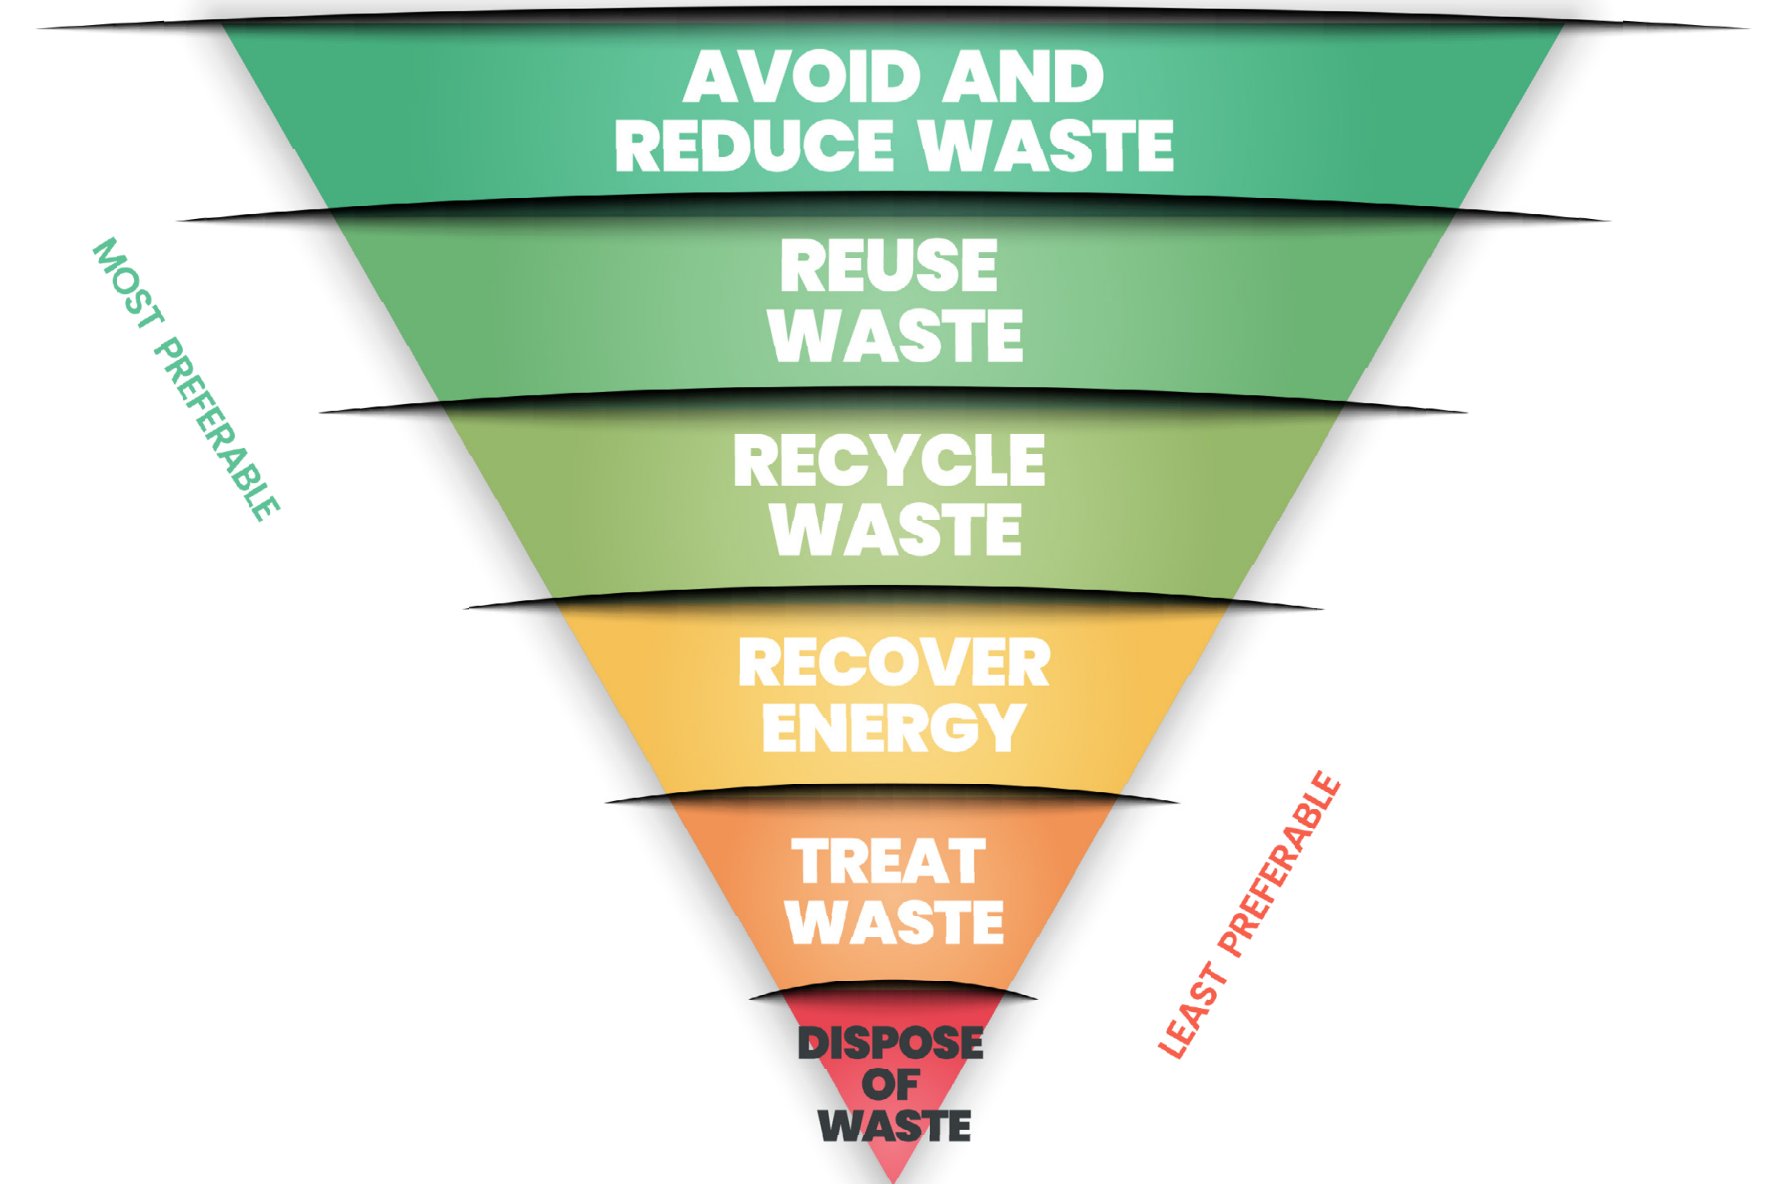 AVOID AND
REDUCE WASTE
MOST PREFERABLE
REUSE
WASTE
RECYCLE
WASTE
RECOVER
ENERGY
TREAT
WASTE
LEAST PREFERABLE
DISPOSE
OF
WASTE